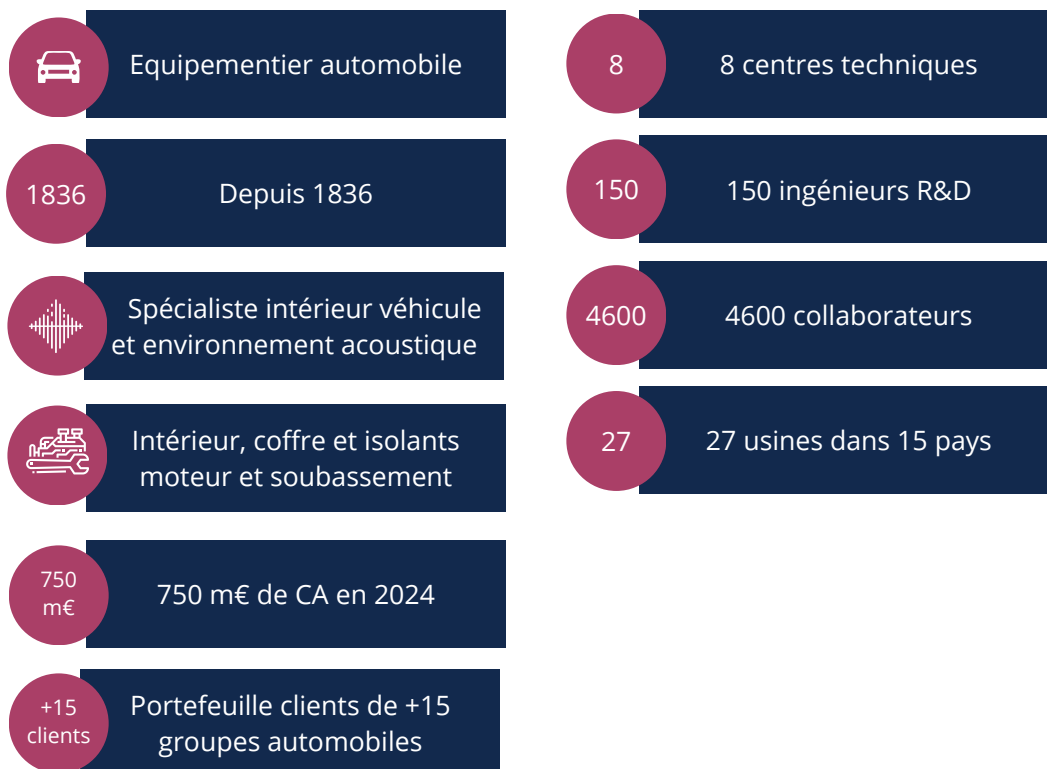 Equipementier automobile
1836
Depuis 1836
Spécialiste intérieur véhicule
et environnement acoustique
Intérieur, coffre et isolants
moteur et soubassement
750
m€
750 m€ de CA en 2024
+15
clients
Portefeuille clients de +15
groupes automobiles
8
8 centres techniques
150
150 ingénieurs R&D
4600
4600 collaborateurs
27
27 usines dans 15 pays